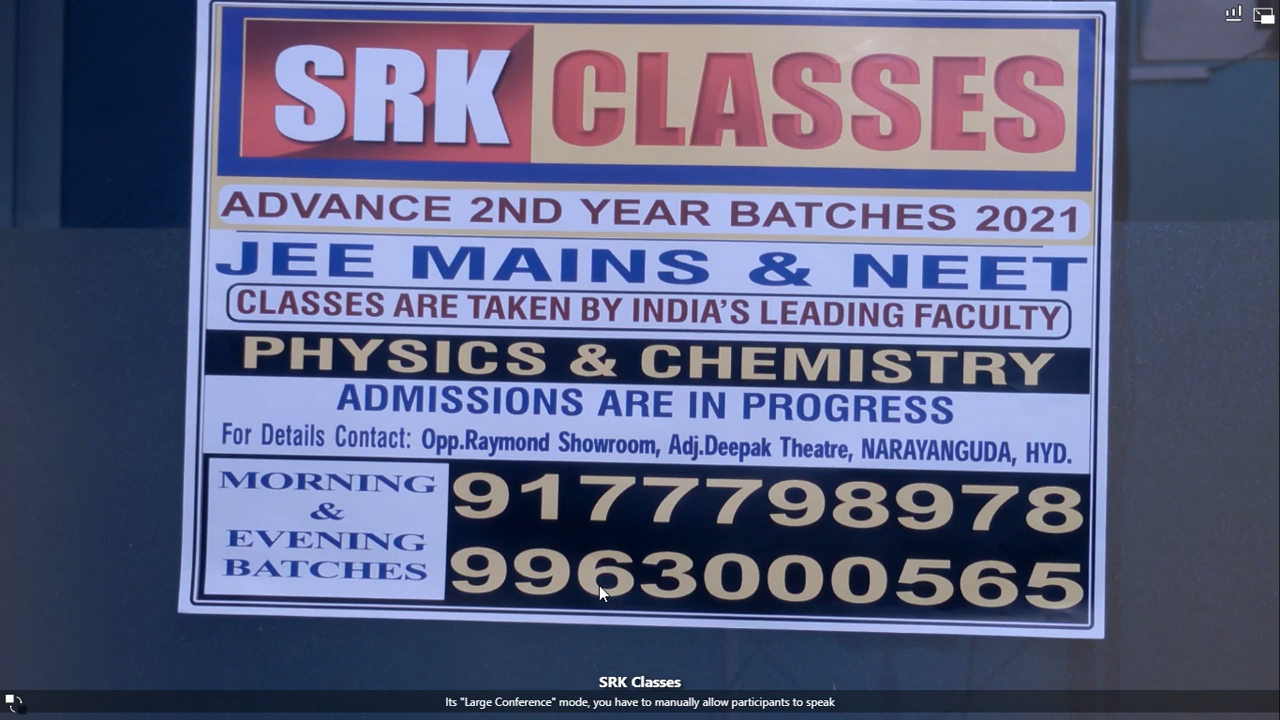 SRK CLASSES
ADVANCE 2ND YEAR BATCHES 2021
JEE MAINS & NEET
CLASSES ARE TAKEN BY INDIA'S LEADING FACULTY
PHYSICS & CHEMISTRY
ADMISSIONS ARE IN PROGRESS
For Details Contact: Opp.Raymond Showroom, Adj.Deepak Theatre, NARAYANGUDA, HYD.
MORNING
&
EVENING
BATCHES
9177798978
9963000565
SRK Classes
Its "Large Conference" mode, you have to manually allow participants to speak